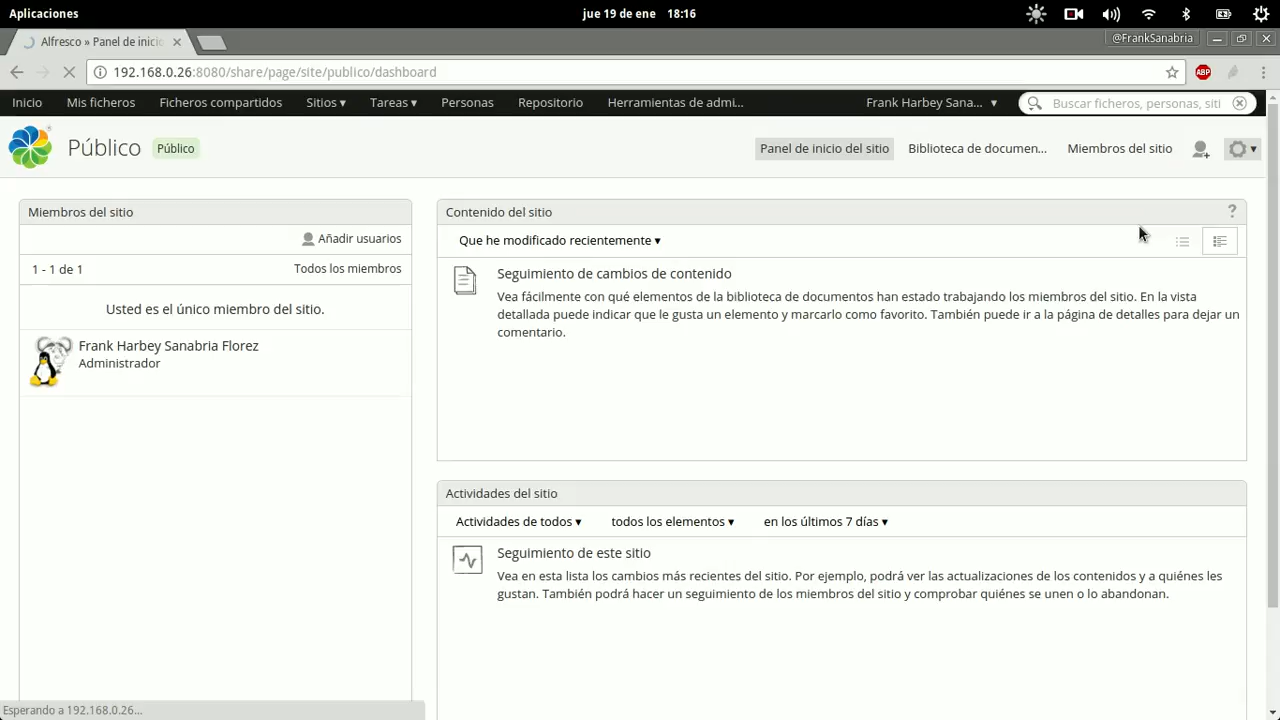 Aplicaciones
jue 19 de ene 18:16
Alfresco » Panel de inicio
@FrankSanabria
192.168.0.26:8080/share/page/site/publico/dashboard
ABP
Inicio Mis ficheros Ficheros compartidos Sitios ▾ Tareas ▾ Personas Repositorio Herramientas de admi... Frank Harbey Sana... ▾ Buscar ficheros, personas, siti
Público Público
Panel de inicio del sitio Biblioteca de documen... Miembros del sitio
Miembros del sitio
Añadir usuarios
1 - 1 de 1 Todos los miembros
Usted es el único miembro del sitio.
Frank Harbey Sanabria Florez
Administrador
Contenido del sitio ?
Que he modificado recientemente ▾
Seguimiento de cambios de contenido
Vea fácilmente con qué elementos de la biblioteca de documentos han estado trabajando los miembros del sitio. En la vista
detallada puede indicar que le gusta un elemento y marcarlo como favorito. También puede ir a la página de detalles para dejar un
comentario.
Actividades del sitio
Actividades de todos ▾ todos los elementos ▾ en los últimos 7 días ▾
Seguimiento de este sitio
Vea en esta lista los cambios más recientes del sitio. Por ejemplo, podrá ver las actualizaciones de los contenidos y a quiénes les
gustan. También podrá hacer un seguimiento de los miembros del sitio y comprobar quiénes se unen o lo abandonan.
Esperando a 192.168.0.26...